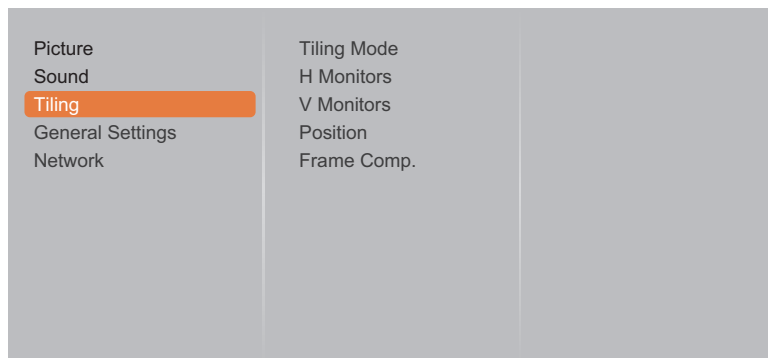 Picture
Sound
Tiling
General Settings
Network
Tiling Mode
H Monitors
V Monitors
Position
Frame Comp.